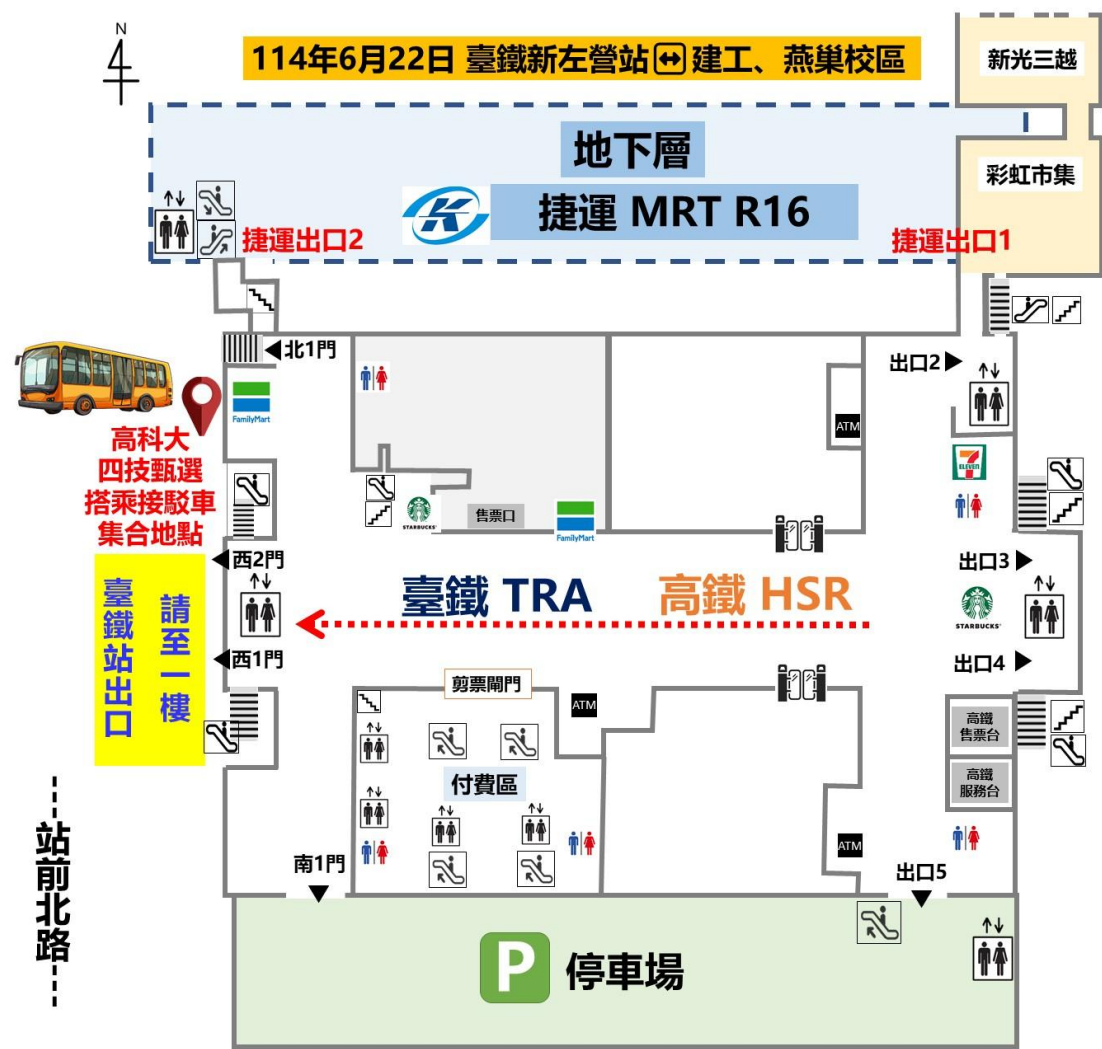 N
114年6月22日 臺鐵新左營站↔建工、燕巢校區
新光三越
彩虹市集
地下層
捷運 MRT R16
捷運出口2
捷運出口1
北1門
出口2
FamilyMart
ATM
高科大
四技甄選
搭乘接駁車
集合地點
7
ELEVEN
STARBUCKS
售票口
FamilyMart
西2門
出口3
臺鐵站出口
請至一樓
臺鐵 TRA
高鐵 HSR
STARBUCKS
西1門
出口4
剪票閘門
ATM
高鐵
售票台
付費區
高鐵
服務台
ATM
南1門
出口5
站前北路
P 停車場